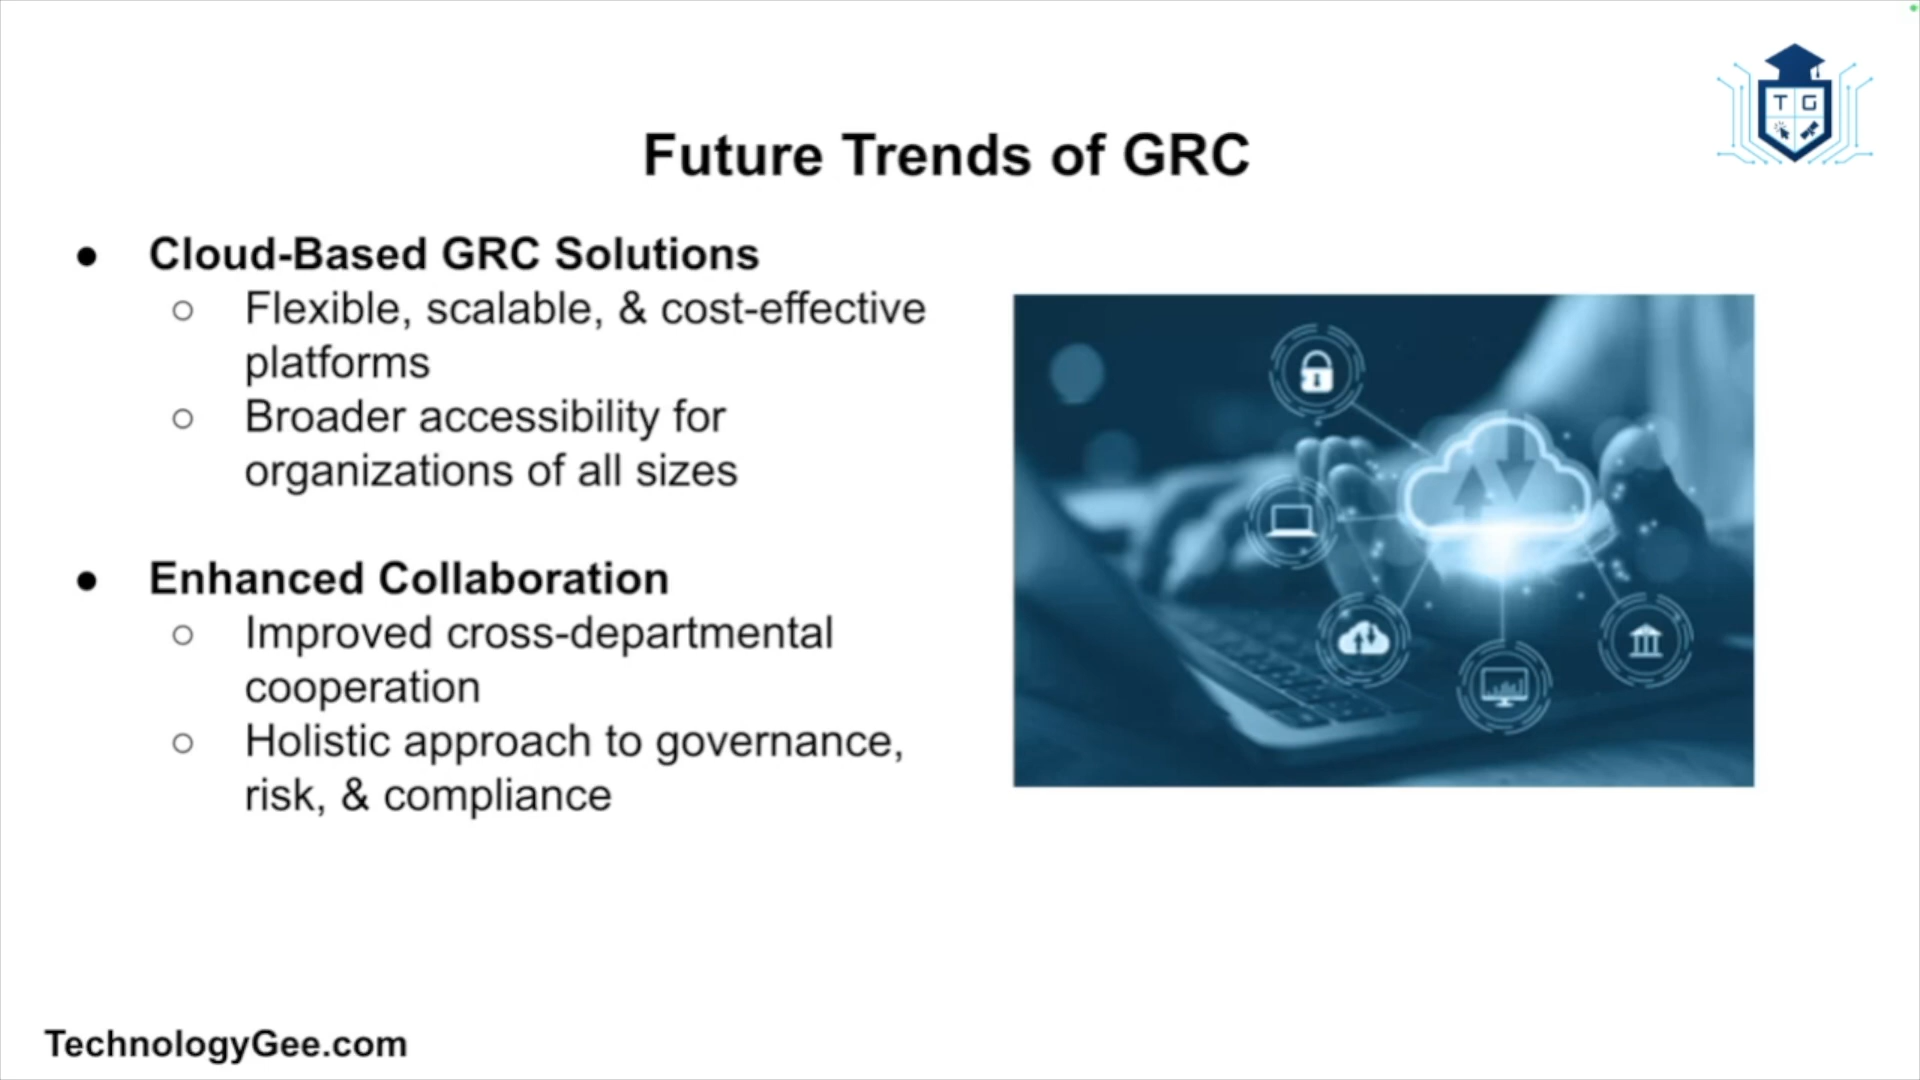 T G
Future Trends of GRC
● Cloud-Based GRC Solutions
○ Flexible, scalable, & cost-effective
platforms
○ Broader accessibility for
organizations of all sizes
● Enhanced Collaboration
○ Improved cross-departmental
cooperation
○ Holistic approach to governance,
risk, & compliance
TechnologyGee.com